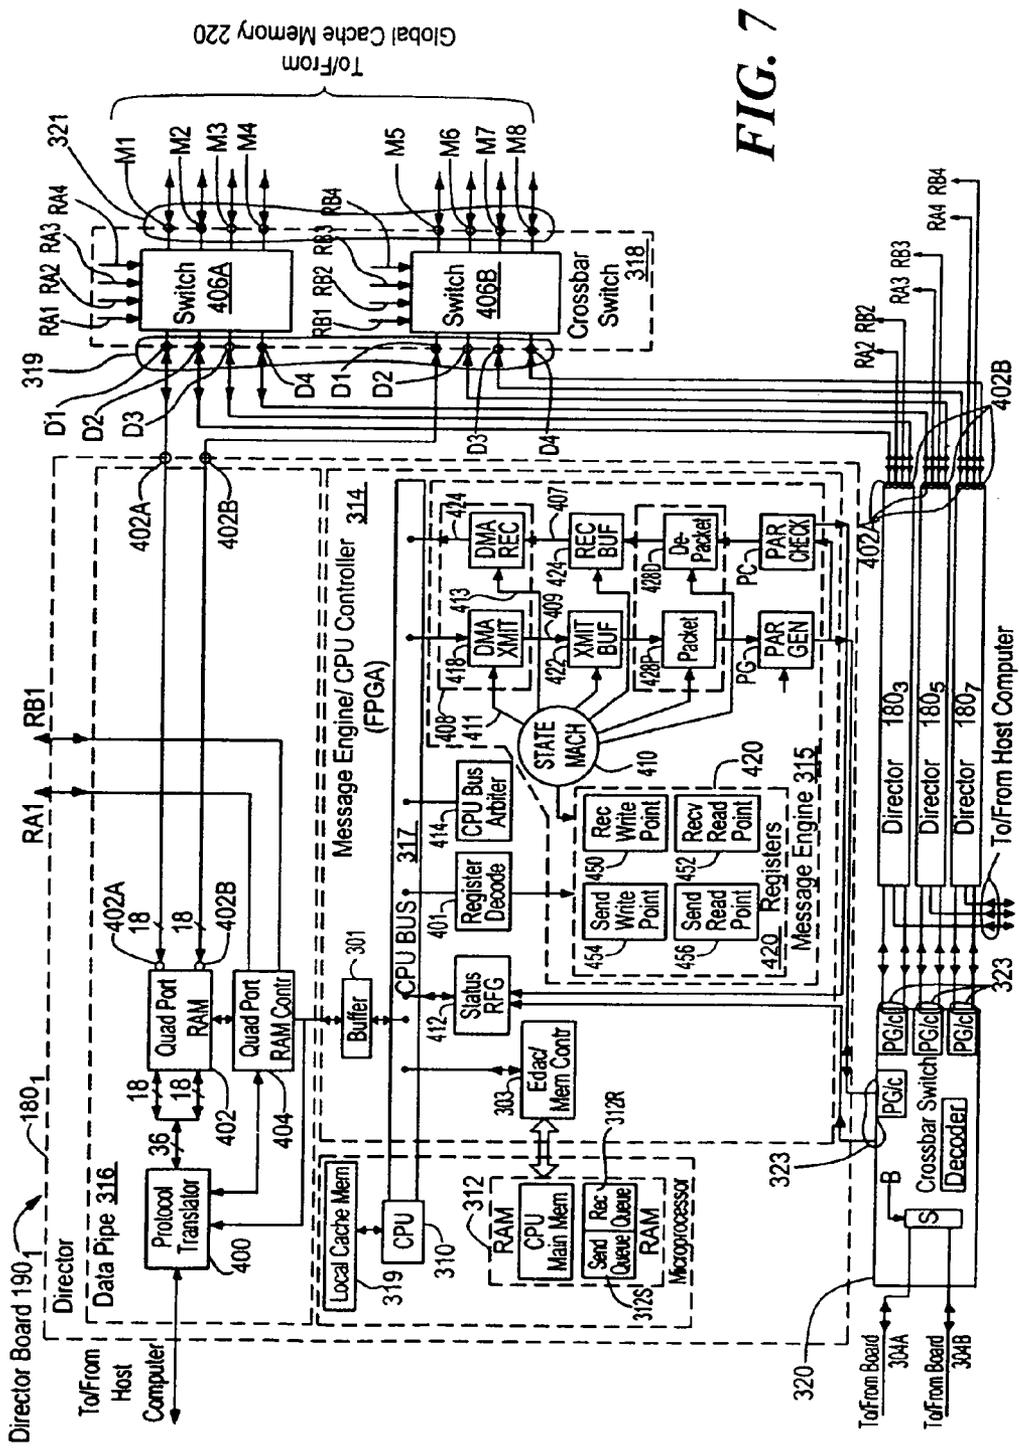 Director Board 190₁
180₁
Director
Data Pipe 316
To/From
Host
Computer
Protocol
Translator
400
36
18
18
Quad Port
RAM
402
Quad Port
RAM Contr
404
402A
18
18
402B
RA1
RB1
402A
402B
Message Engine/ CPU Controller
(FPGA)
314
Buffer
301
CPU BUS
317
Local Cache Mem
319
CPU
310
RAM
312
CPU
Main Mem
Send
Queue
Rec
Queue
RAM
312S
312R
Microprocessor
303
Edac/
Mem Contr
412
Status
RFG
401
Register
Decode
414
CPU Bus
Arbiter
STATE
MACH
410
408
411
418
DMA
XMIT
413
DMA
REC
424
409
407
422
XMIT
BUF
424
REC
BUF
428P
Packet
428D
De-
Packet
PG
PAR
GEN
PC
PAR
CHECK
454
Send
Write
Point
450
Rec
Write
Point
456
Send
Read
Point
452
Recv
Read
Point
420
420
Registers
Message Engine 315
319
D1
D2
D3
D4
D1
D2
D3
D4
RA1
RA2
RA3
RA4
Switch
406A
RB1
RB2
RB3
RB4
Switch
406B
Crossbar
Switch
318
321
M1
M2
M3
M4
M5
M6
M7
M8
To/From
Global Cache Memory 220
320
To/From Board
304A
To/From Board
304B
S
B
Crossbar Switch
Decoder
PG/c
PG/c
PG/c
PG/c
323
323
To/From Host Computer
Director 180₃
Director 180₅
Director 180₇
402A
402B
RA2
RB2
RA3
RB3
RA4
RB4
FIG. 7